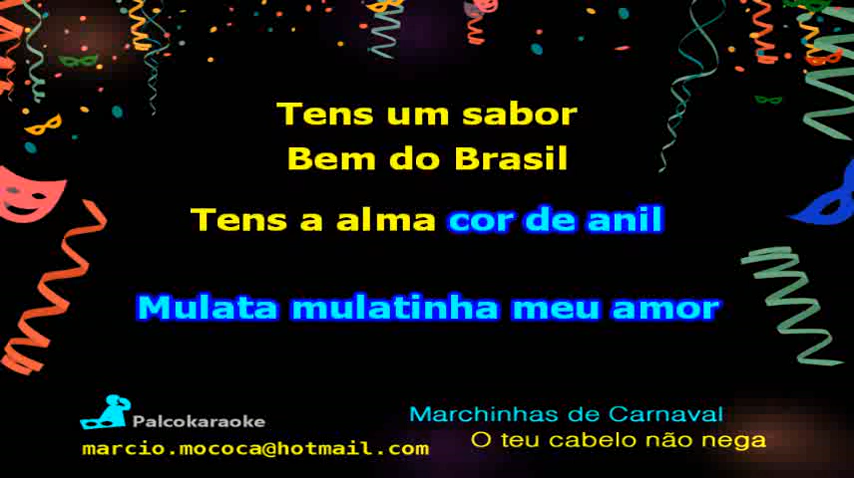 Tens um sabor
Bem do Brasil
Tens a alma cor de anil
Mulata mulatinha meu amor
Palcokaraoke
marcio.mococa@hotmail.com
Marchinhas de Carnaval
O teu cabelo não nega